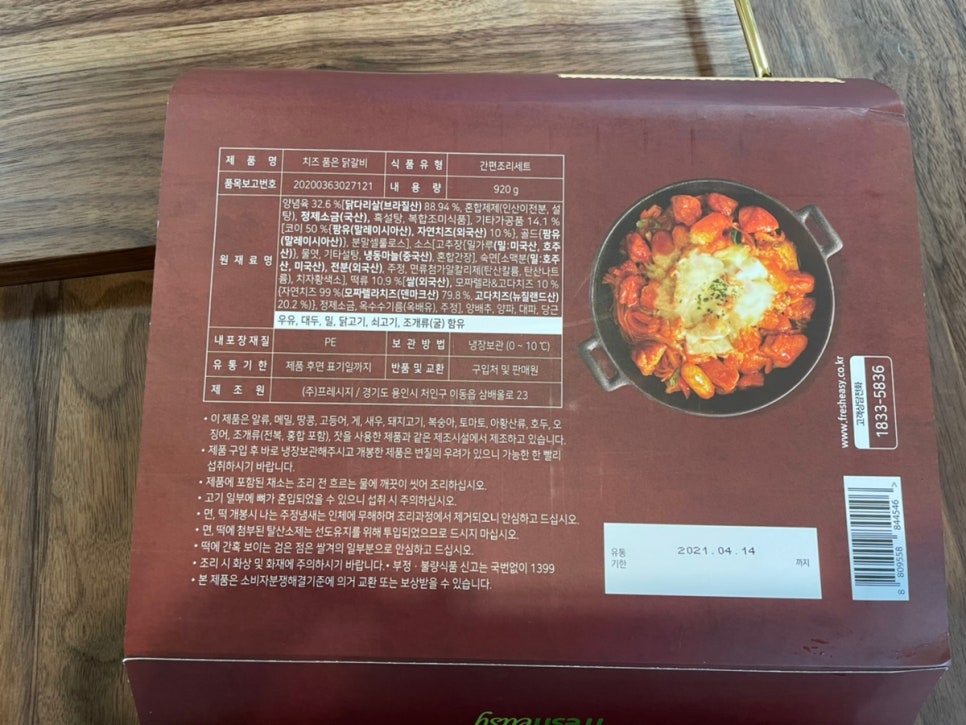 제 품 명 치즈 품은 닭갈비 식 품 유 형 간편조리세트
품목보고번호 20200363027121 내 용 량 920 g
원 재 료 명
양념육 32.6 %[닭다리살(브라질산) 88.94 %, 혼합제제(인산이전분, 설
탕), 정제소금(국산), 흑설탕, 복합조미식품], 기타가공품 14.1 %
[코이 50 %{팜유(말레이시아산), 자연치즈(외국산) 10 %}, 골드{팜유
(말레이시아산)}, 분말셀룰로스], 소스[고추장{밀가루(밀:미국산, 호주
산)}, 물엿, 기타설탕, 냉동마늘(중국산), 혼합간장], 숙면[소맥분(밀:호주
산, 미국산), 전분(외국산), 주정, 면류첨가알칼리제(탄산칼륨, 탄산나트
륨), 치자황색소], 떡류 10.9 %[쌀(외국산), 모짜렐라&고다치즈 10 %
{자연치즈 99 %(모짜렐라치즈(덴마크산) 79.8 %, 고다치즈(뉴질랜드산)
20.2 %)}, 정제소금, 옥수수기름(옥배유), 주정], 양배추, 양파, 대파, 당근
우유, 대두, 밀, 닭고기, 쇠고기, 조개류(굴) 함유
내포장재질 PE 보 관 방 법 냉장보관 (0 ~ 10 ℃)
유 통 기 한 제품 후면 표기일까지 반품 및 교환 구입처 및 판매원
제 조 원 (주)프레시지 / 경기도 용인시 처인구 이동읍 삼배울로 23
• 이 제품은 알류, 메밀, 땅콩, 고등어, 게, 새우, 돼지고기, 복숭아, 토마토, 아황산류, 호두, 오
징어, 조개류(전복, 홍합 포함), 잣을 사용한 제품과 같은 제조시설에서 제조하고 있습니다.
• 제품 구입 후 바로 냉장보관해주시고 개봉한 제품은 변질의 우려가 있으니 가능한 한 빨리
섭취하시기 바랍니다.
• 제품에 포함된 채소는 조리 전 흐르는 물에 깨끗이 씻어 조리하십시오.
• 고기 일부에 뼈가 혼입되었을 수 있으니 섭취 시 주의하십시오.
• 면, 떡 개봉시 나는 주정냄새는 인체에 무해하며 조리과정에서 제거되오니 안심하고 드십시오.
• 면, 떡에 첨부된 탈산소제는 선도유지를 위해 투입되었으므로 드시지 마십시오.
• 떡에 간혹 보이는 검은 점은 쌀겨의 일부분으로 안심하고 드십시오.
• 조리 시 화상 및 화재에 주의하시기 바랍니다. • 부정 · 불량식품 신고는 국번없이 1399
• 본 제품은 소비자분쟁해결기준에 의거 교환 또는 보상받을 수 있습니다.
www.fresheasy.co.kr
고객상담전화
1833-5836
유통
기한
2021.04.14
까지
8 809558 844546 >
fresheasy